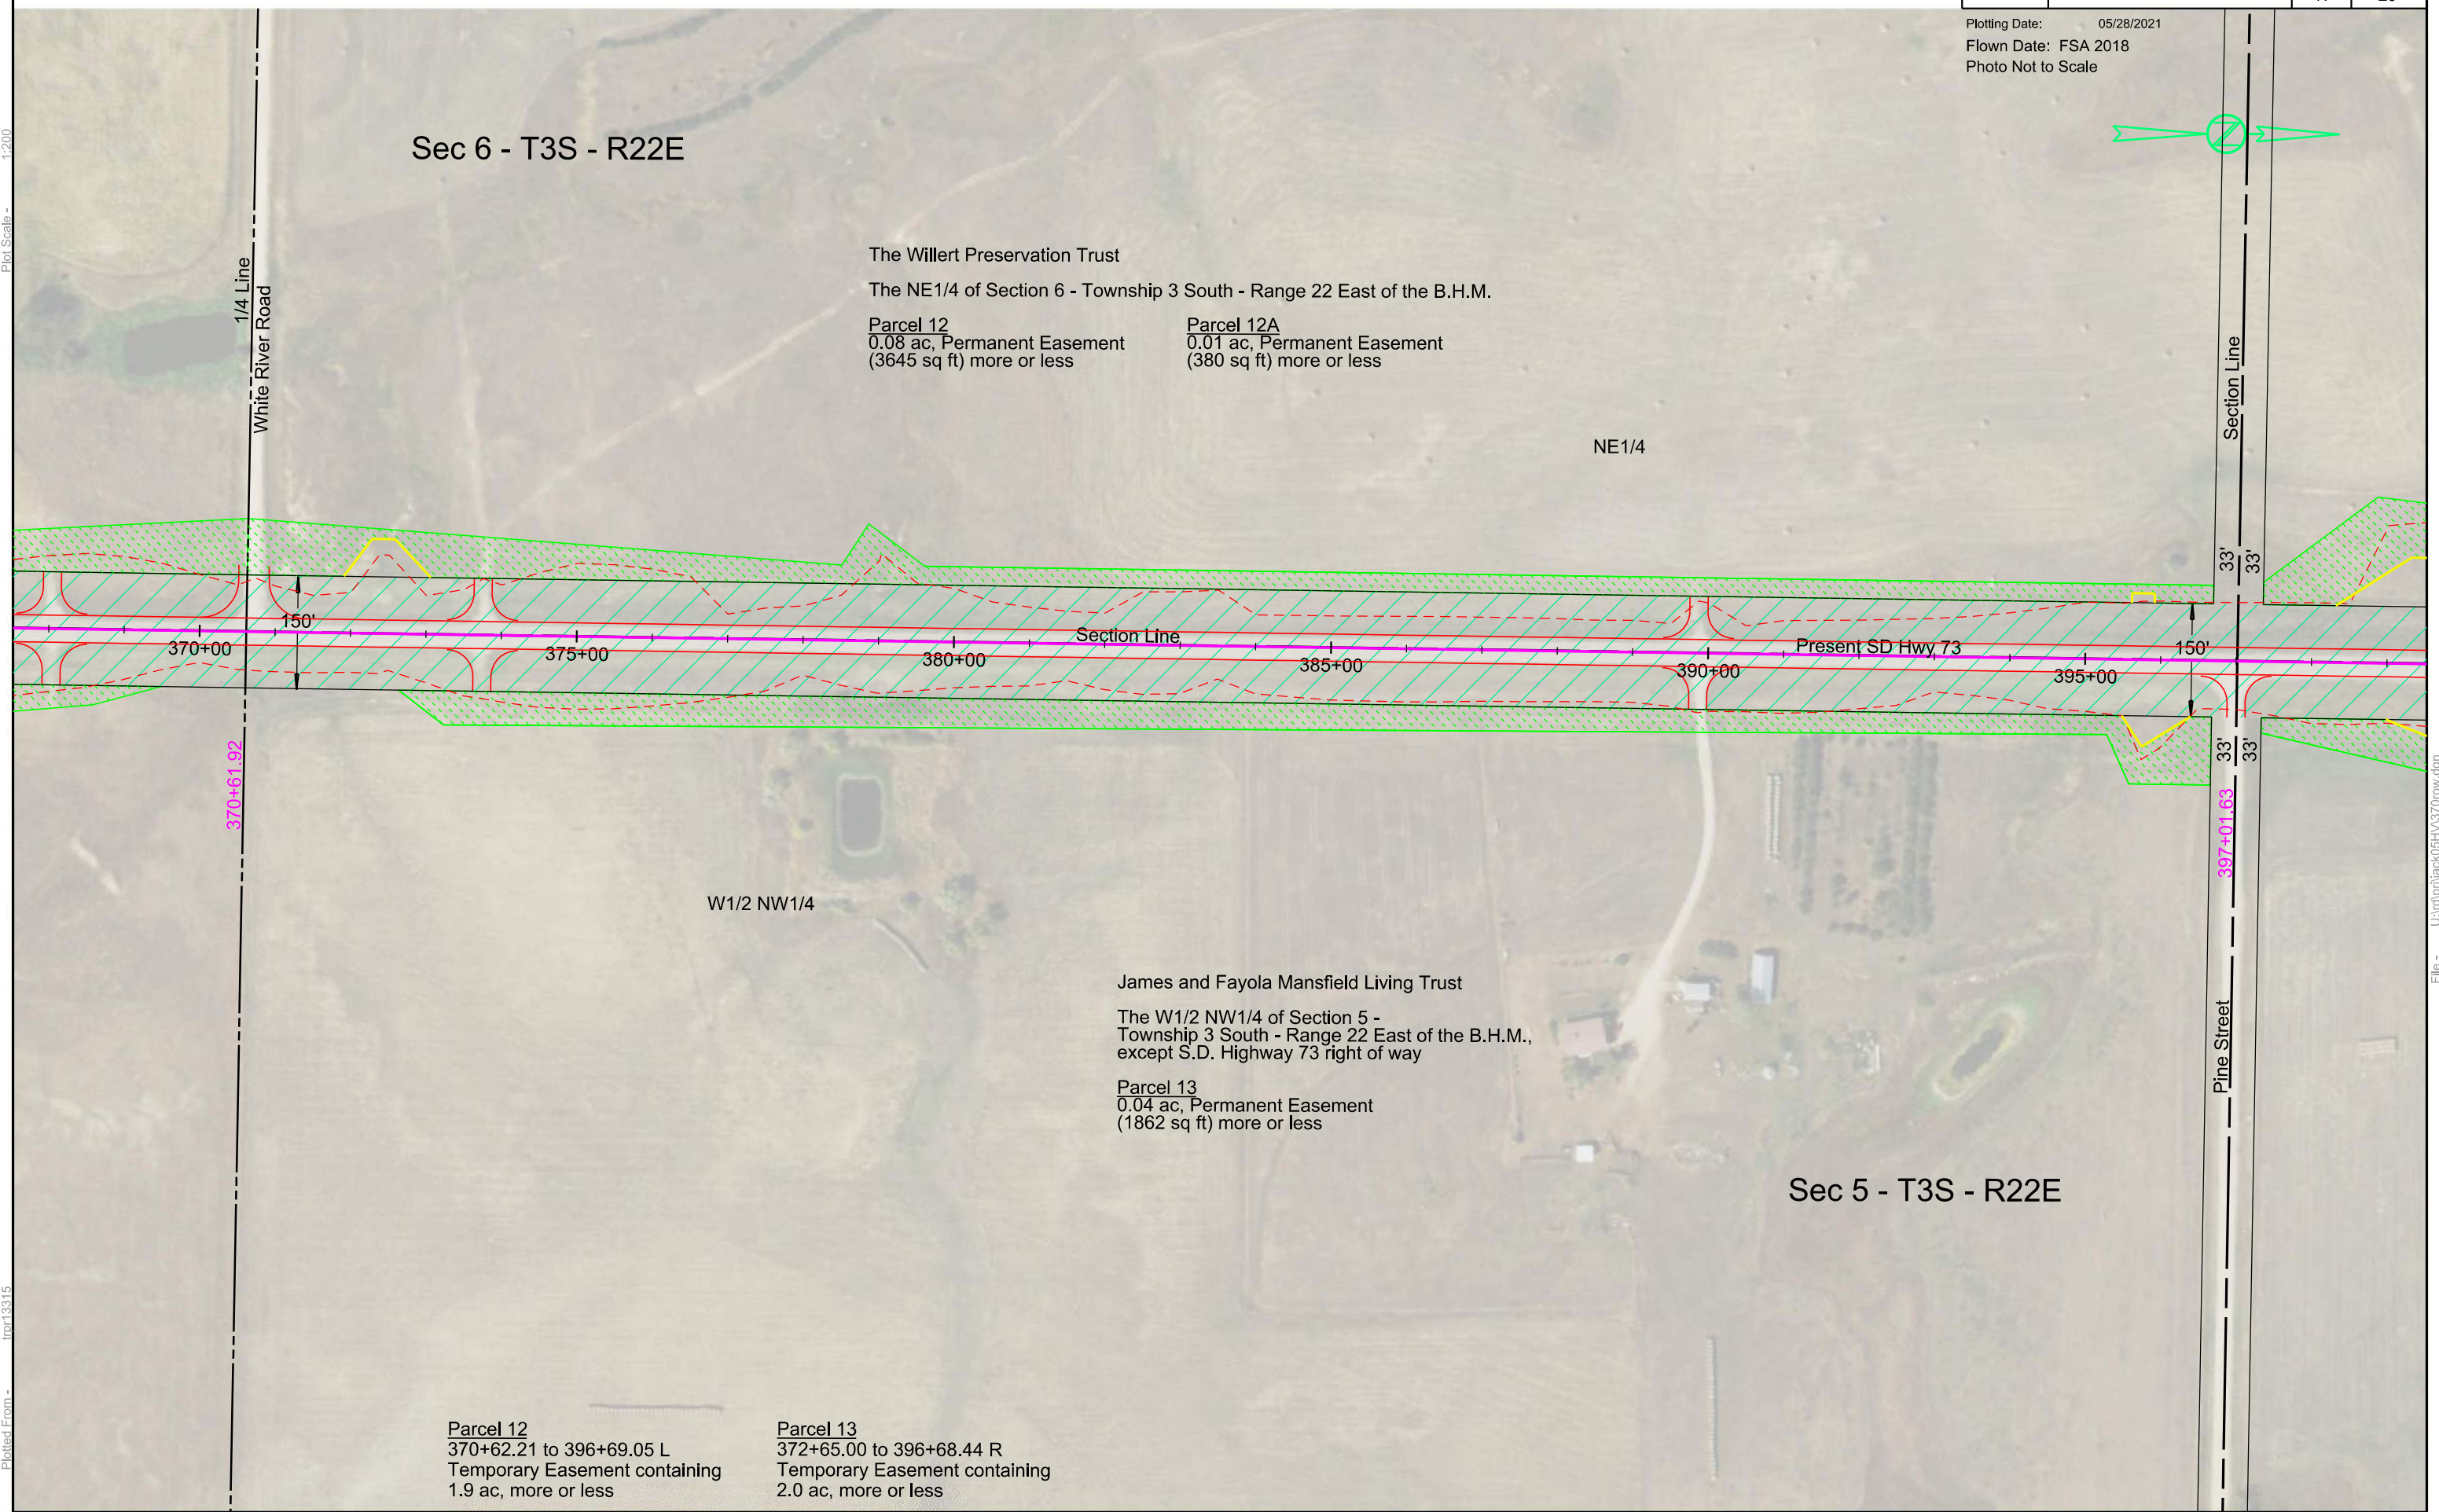 Plotting Date: 05/28/2021
Flown Date: FSA 2018
Photo Not to Scale
Plot Scale - 1:200
Sec 6 - T3S - R22E
1/4 Line
White River Road
The Willert Preservation Trust
The NE1/4 of Section 6 - Township 3 South - Range 22 East of the B.H.M.
Parcel 12
0.08 ac, Permanent Easement
(3645 sq ft) more or less
Parcel 12A
0.01 ac, Permanent Easement
(380 sq ft) more or less
NE1/4
Section Line
33'
33'
150'
370+00
375+00
380+00
Section Line
385+00
390+00
Present SD Hwy 73
395+00
150'
33'
33'
370+61.92
397+01.63
W1/2 NW1/4
James and Fayola Mansfield Living Trust
The W1/2 NW1/4 of Section 5 -
Township 3 South - Range 22 East of the B.H.M.,
except S.D. Highway 73 right of way
Parcel 13
0.04 ac, Permanent Easement
(1862 sq ft) more or less
Pine Street
Sec 5 - T3S - R22E
Parcel 12
370+62.21 to 396+69.05 L
Temporary Easement containing
1.9 ac, more or less
Parcel 13
372+65.00 to 396+68.44 R
Temporary Easement containing
2.0 ac, more or less
Plotted From - trpr13315
File -